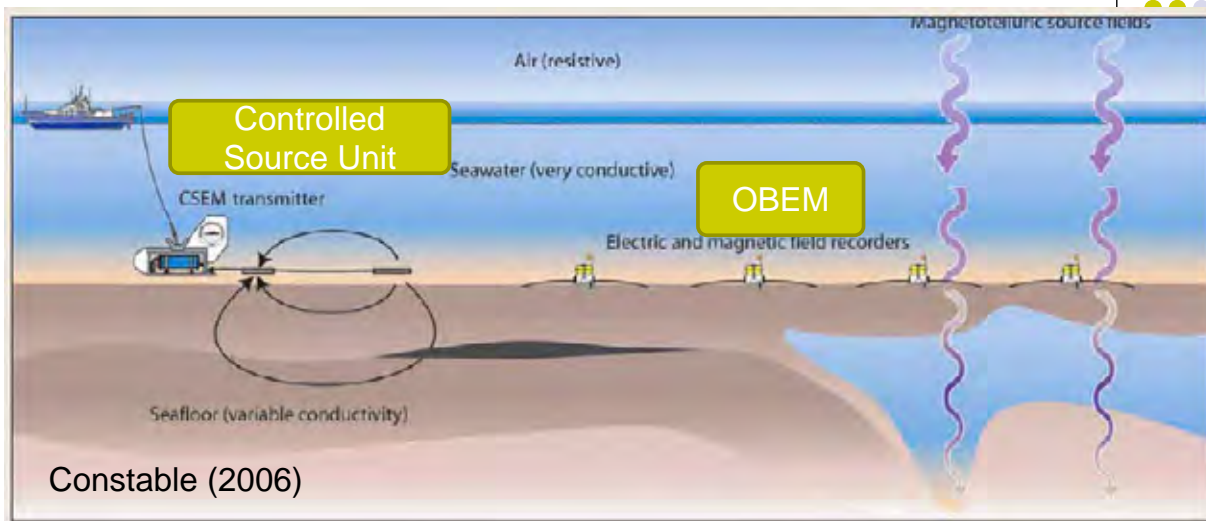 Magnetotelluric source fields
Air (resistive)
Controlled
Source Unit
Seawater (very conductive)
OBEM
CSEM transmitter
Electric and magnetic field recorders
Seafloor (variable conductivity)
Constable (2006)